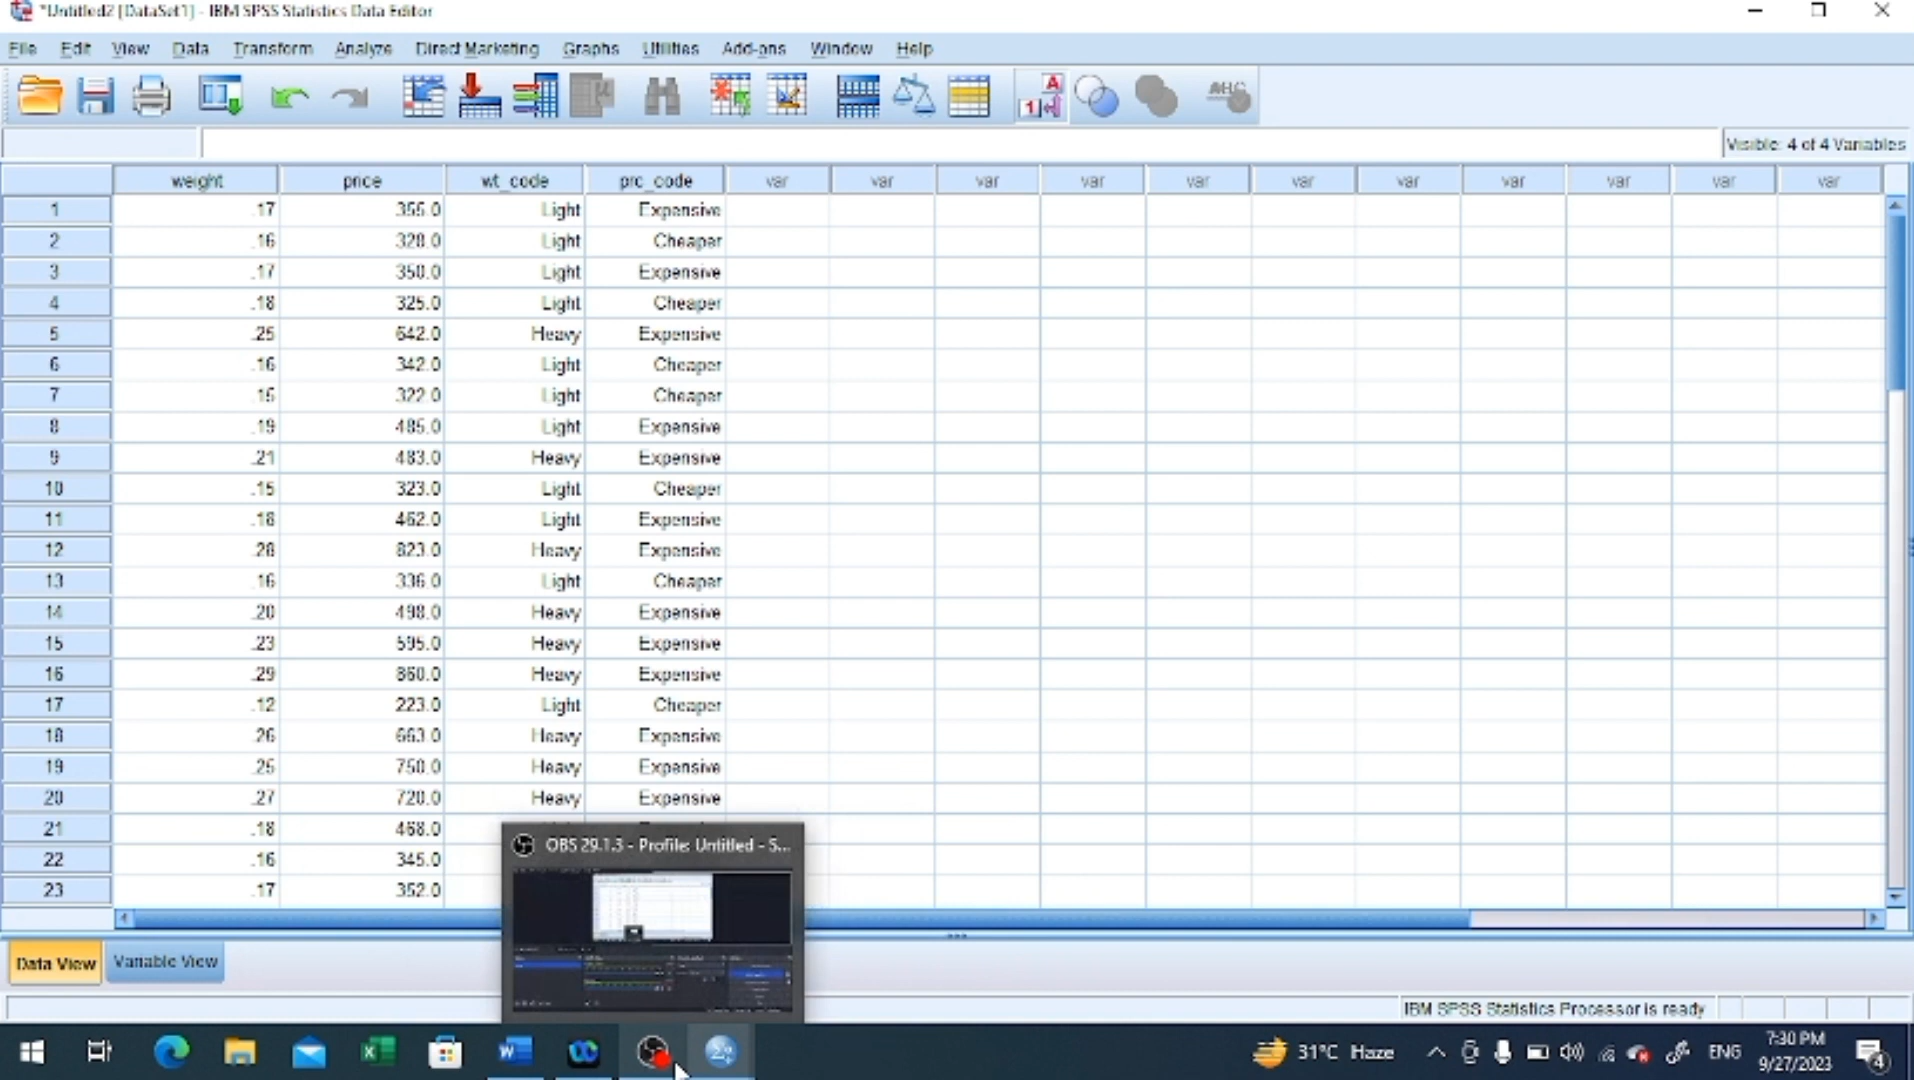 *Untitled2 [DataSet1] - IBM SPSS Statistics Data Editor
File Edit View Data Transform Analyze Direct Marketing Graphs Utilities Add-ons Window Help
Visible: 4 of 4 Variables
weight price wt_code prc_code var var var var var var var var var var var
1 .17 355.0 Light Expensive
2 .16 328.0 Light Cheaper
3 .17 350.0 Light Expensive
4 .18 325.0 Light Cheaper
5 .25 642.0 Heavy Expensive
6 .16 342.0 Light Cheaper
7 .15 322.0 Light Cheaper
8 .19 485.0 Light Expensive
9 .21 483.0 Heavy Expensive
10 .15 323.0 Light Cheaper
11 .18 462.0 Light Expensive
12 .28 823.0 Heavy Expensive
13 .16 336.0 Light Cheaper
14 .20 498.0 Heavy Expensive
15 .23 595.0 Heavy Expensive
16 .29 860.0 Heavy Expensive
17 .12 223.0 Light Cheaper
18 .26 663.0 Heavy Expensive
19 .25 750.0 Heavy Expensive
20 .27 720.0 Heavy Expensive
21 .18 468.0
22 .16 345.0
23 .17 352.0
OBS 29.1.3 - Profile: Untitled - S...
Data View Variable View
IBM SPSS Statistics Processor is ready
31°C Haze ENG 7:30 PM
9/27/2023
4